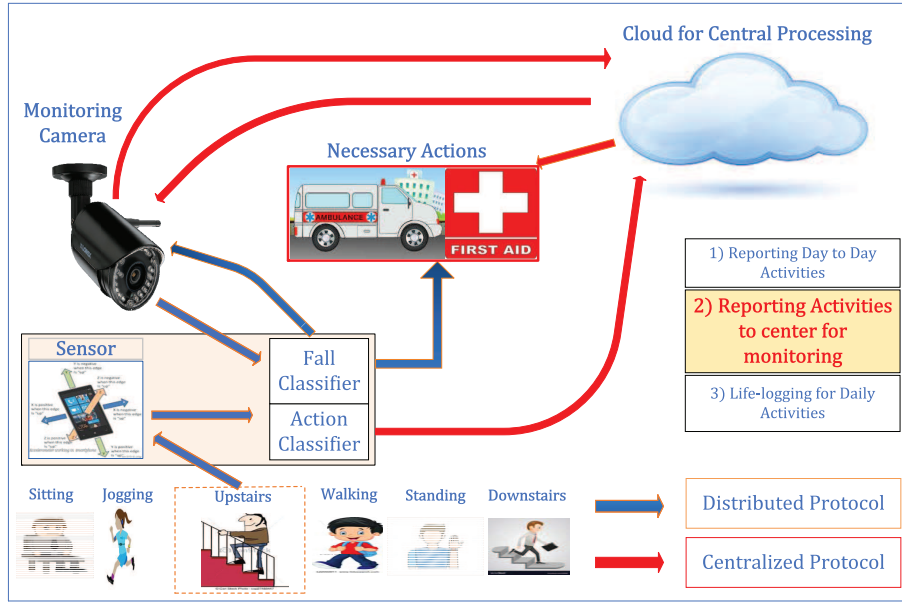 Cloud for Central Processing
Monitoring
Camera
Necessary Actions
AMBULANCE
FIRST AID
1) Reporting Day to Day
Activities
2) Reporting Activities
to center for
monitoring
3) Life-logging for Daily
Activities
Sensor
Fall
Classifier
Action
Classifier
Sitting
Jogging
Upstairs
Walking
Standing
Downstairs
Distributed Protocol
Centralized Protocol